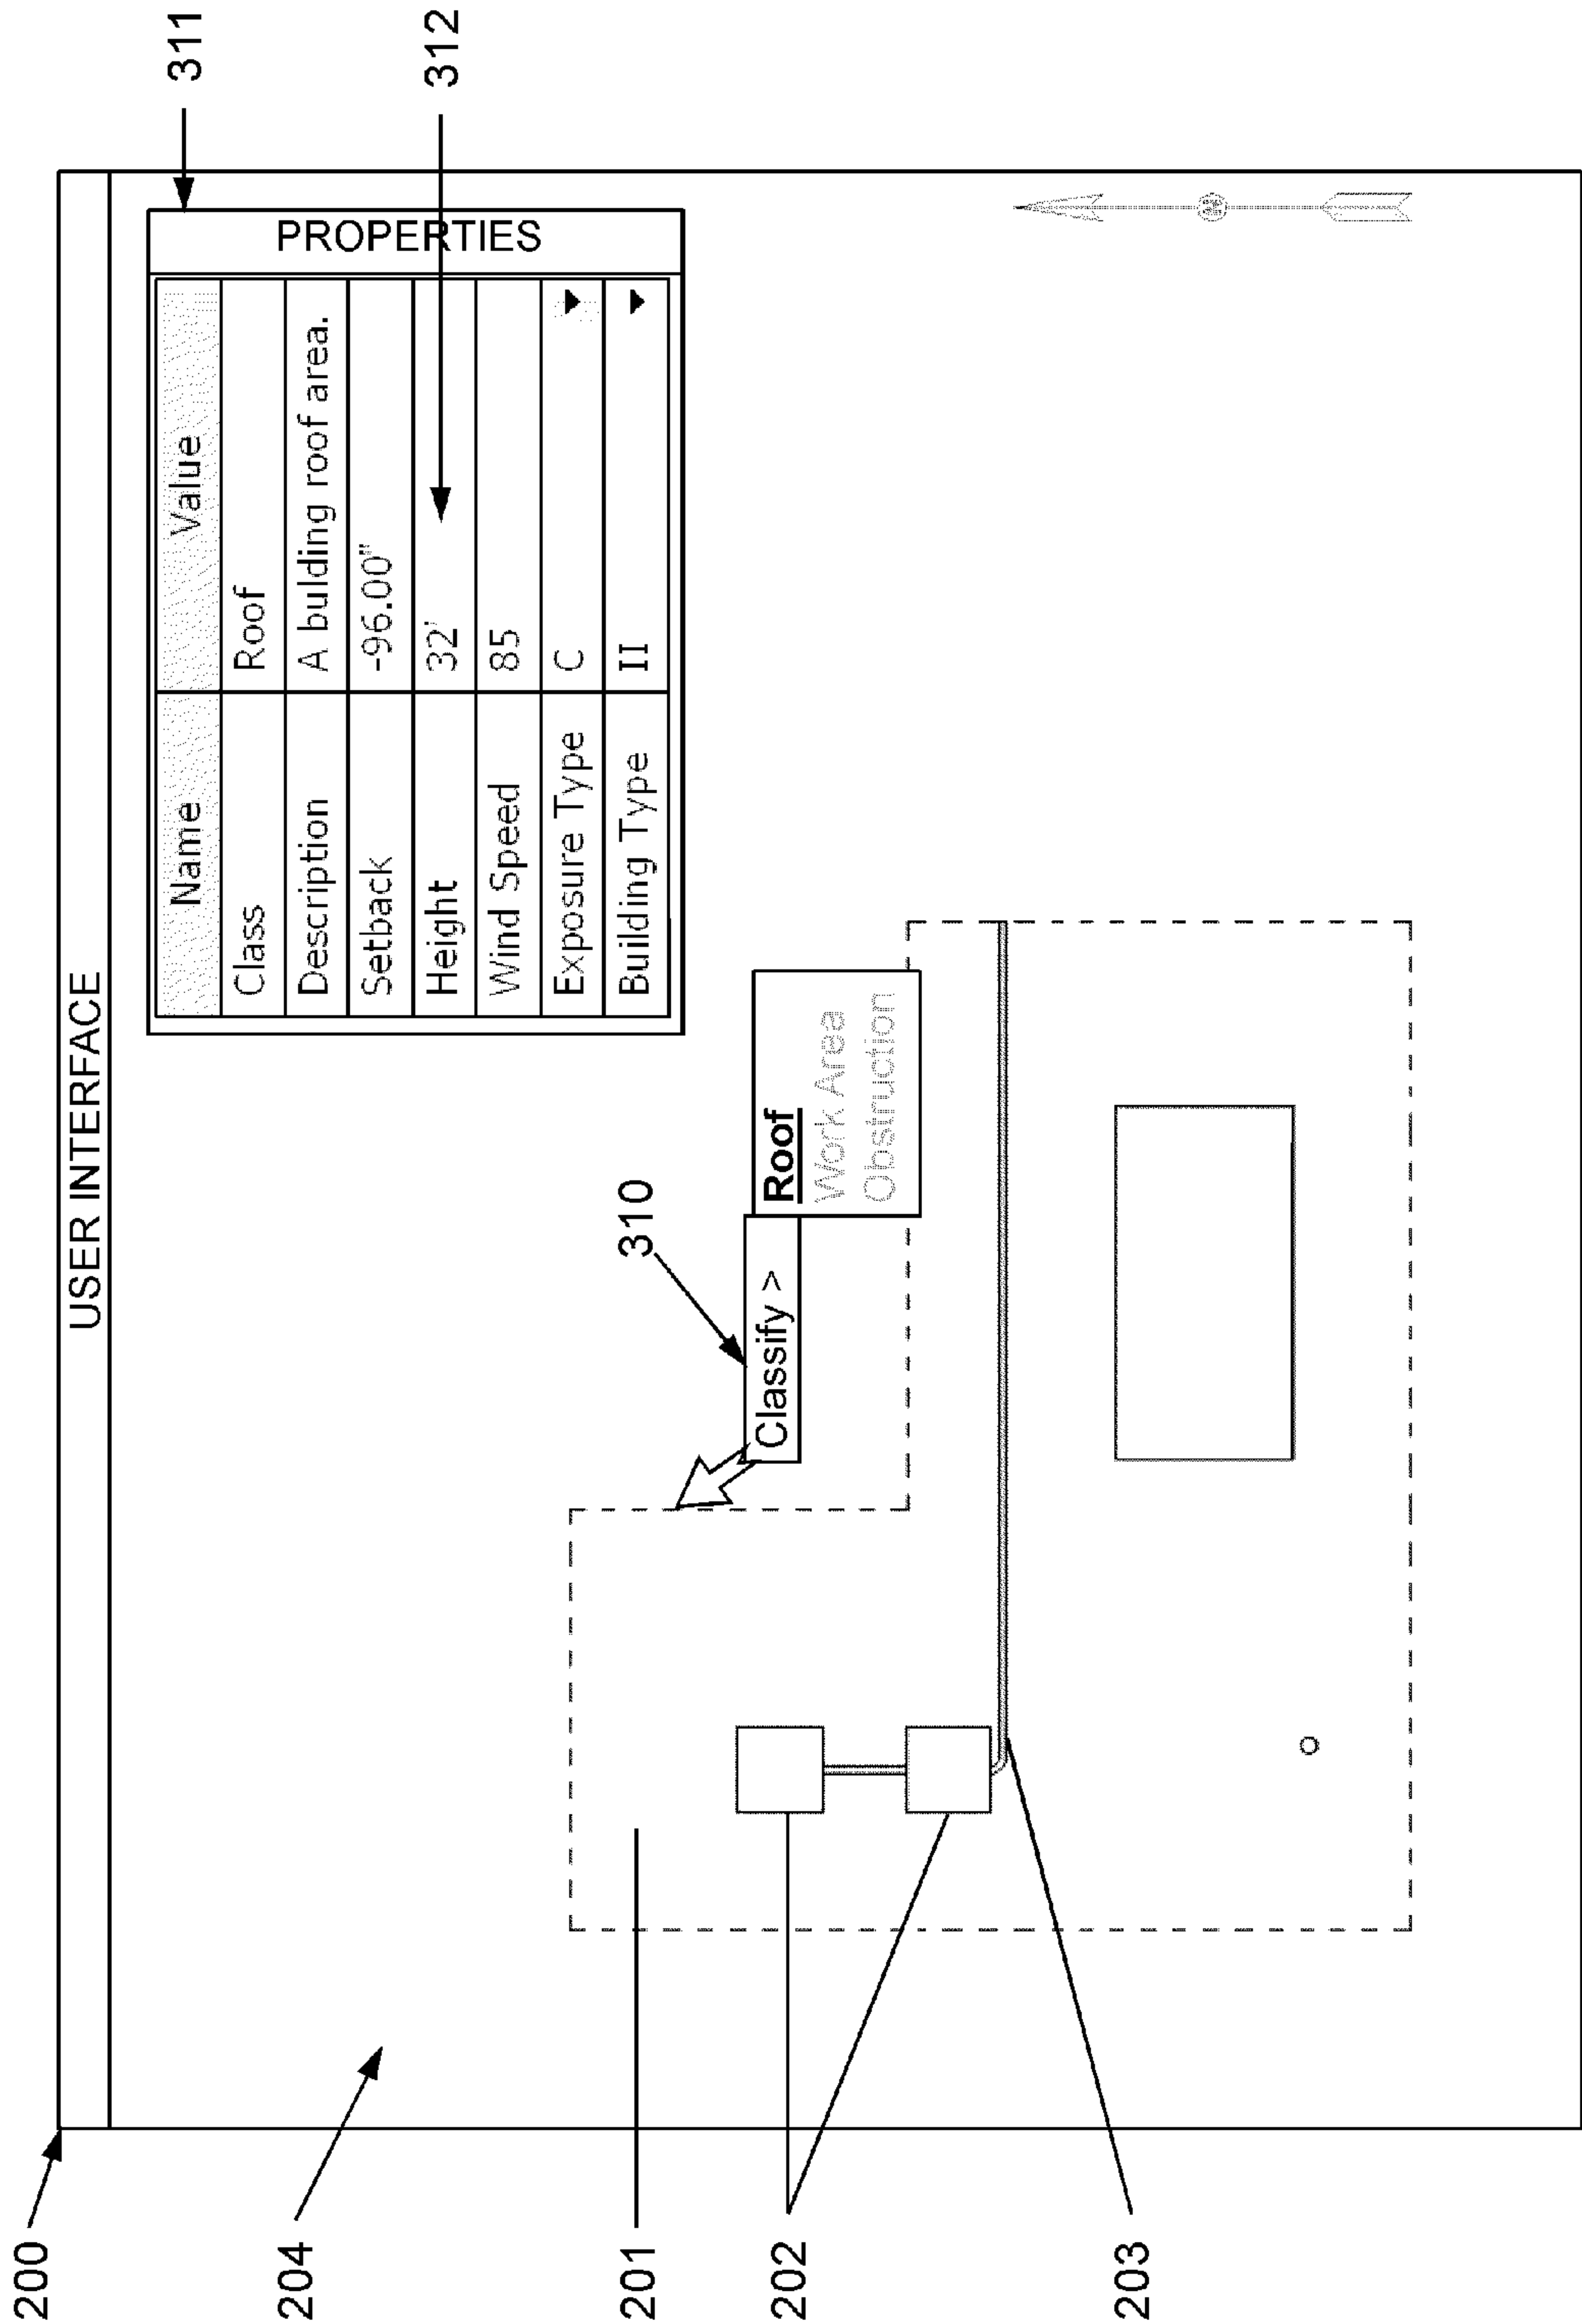 200
USER INTERFACE
204
PROPERTIES
311
Name Value
Class Roof
Description A bulding roof area.
Setback -96.00"
Height 32'
312
Wind Speed 85
Exposure Type C
Building Type II
201
310
Classify >
Roof
Work Area
Obstruction
202
203